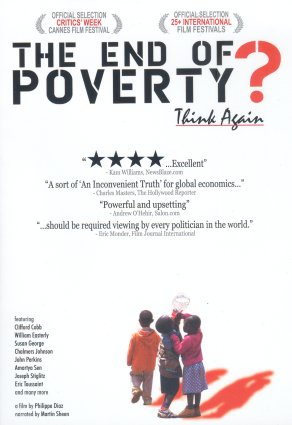 OFFICIAL SELECTION
CRITICS' WEEK
CANNES FILM FESTIVAL
OFFICIAL SELECTION
25+ INTERNATIONAL
FILM FESTIVALS
THE END OF
POVERTY?
Think Again
"★★★★ ...Excellent"
- Kam Williams, NewsBlaze.com
"A sort of 'An Inconvenient Truth' for global economics..."
- Charles Masters, The Hollywood Reporter
"Powerful and upsetting"
- Andrew O'Hehir, Salon.com
"...should be required viewing by every politician in the world."
- Eric Monder, Film Journal International
featuring
Clifford Cobb
William Easterly
Susan George
Chalmers Johnson
John Perkins
Amartya Sen
Joseph Stiglitz
Eric Toussaint
and many more
a film by Philippe Diaz
narrated by Martin Sheen